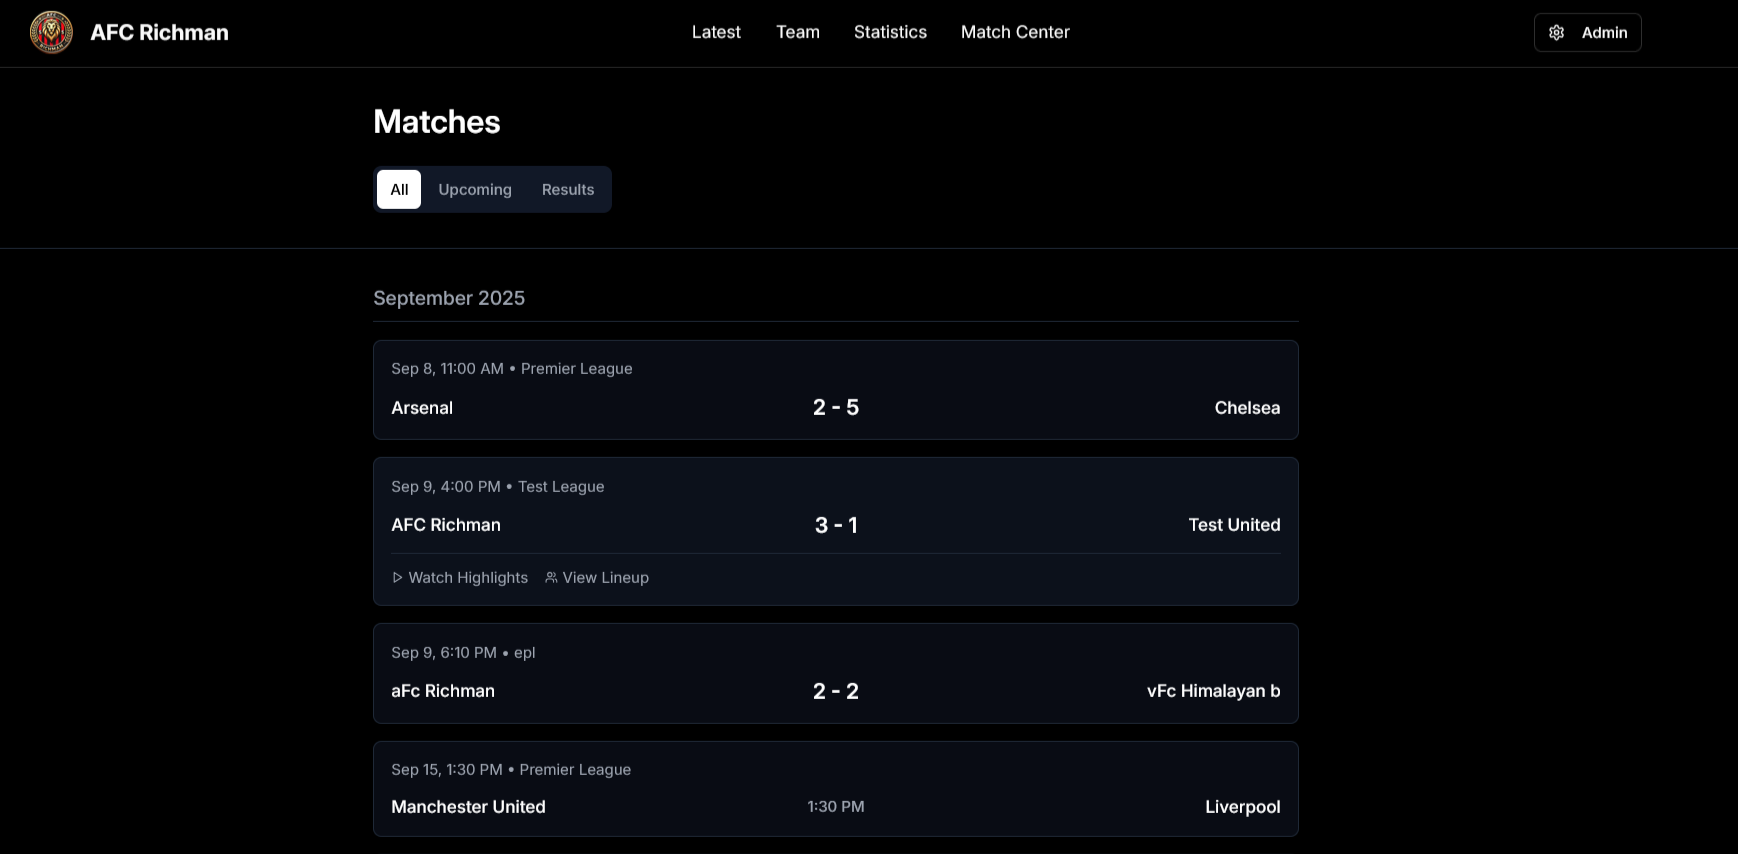 AFC Richman
Latest
Team
Statistics
Match Center
Admin
Matches
All
Upcoming
Results
September 2025
Sep 8, 11:00 AM • Premier League
Arsenal
2 - 5
Chelsea
Sep 9, 4:00 PM • Test League
AFC Richman
3 - 1
Test United
Watch Highlights
View Lineup
Sep 9, 6:10 PM • epl
aFc Richman
2 - 2
vFc Himalayan b
Sep 15, 1:30 PM • Premier League
Manchester United
1:30 PM
Liverpool